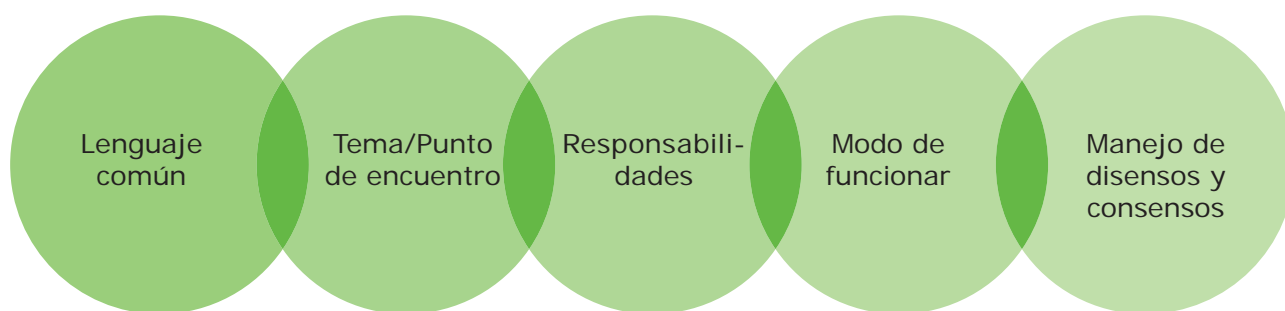 Lenguaje
común
Tema/Punto
de encuentro
Responsabili-
dades
Modo de
funcionar
Manejo de
disensos y
consensos